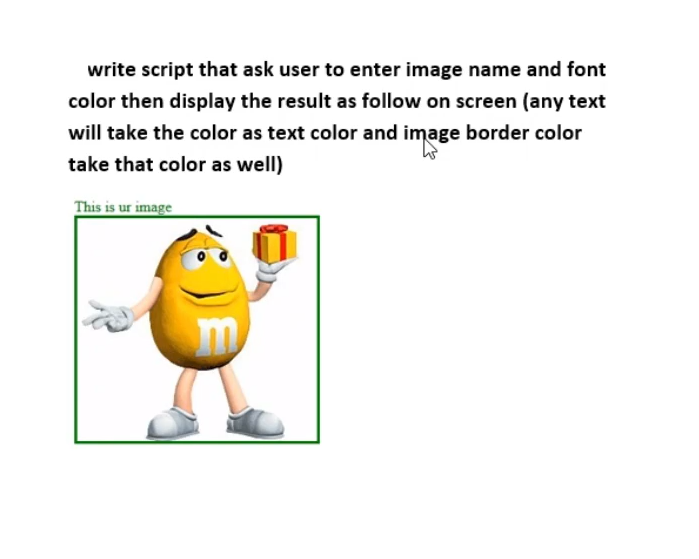 write script that ask user to enter image name and font
color then display the result as follow on screen (any text
will take the color as text color and image border color
take that color as well)
This is ur image
m